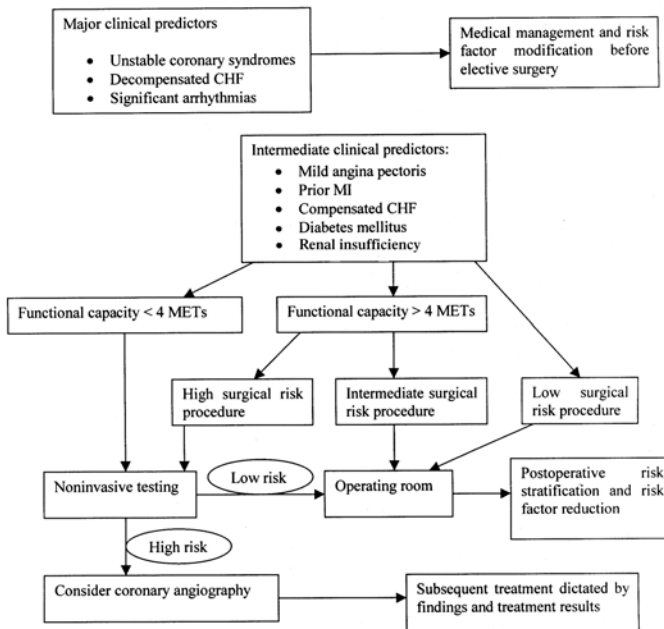 Major clinical predictors
• Unstable coronary syndromes
• Decompensated CHF
• Significant arrhythmias
Medical management and risk
factor modification before
elective surgery
Intermediate clinical predictors:
• Mild angina pectoris
• Prior MI
• Compensated CHF
• Diabetes mellitus
• Renal insufficiency
Functional capacity < 4 METs
Functional capacity > 4 METs
High surgical risk
procedure
Intermediate surgical
risk procedure
Low surgical
risk procedure
Noninvasive testing
Low risk
Operating room
Postoperative risk
stratification and risk
factor reduction
High risk
Consider coronary angiography
Subsequent treatment dictated by
findings and treatment results